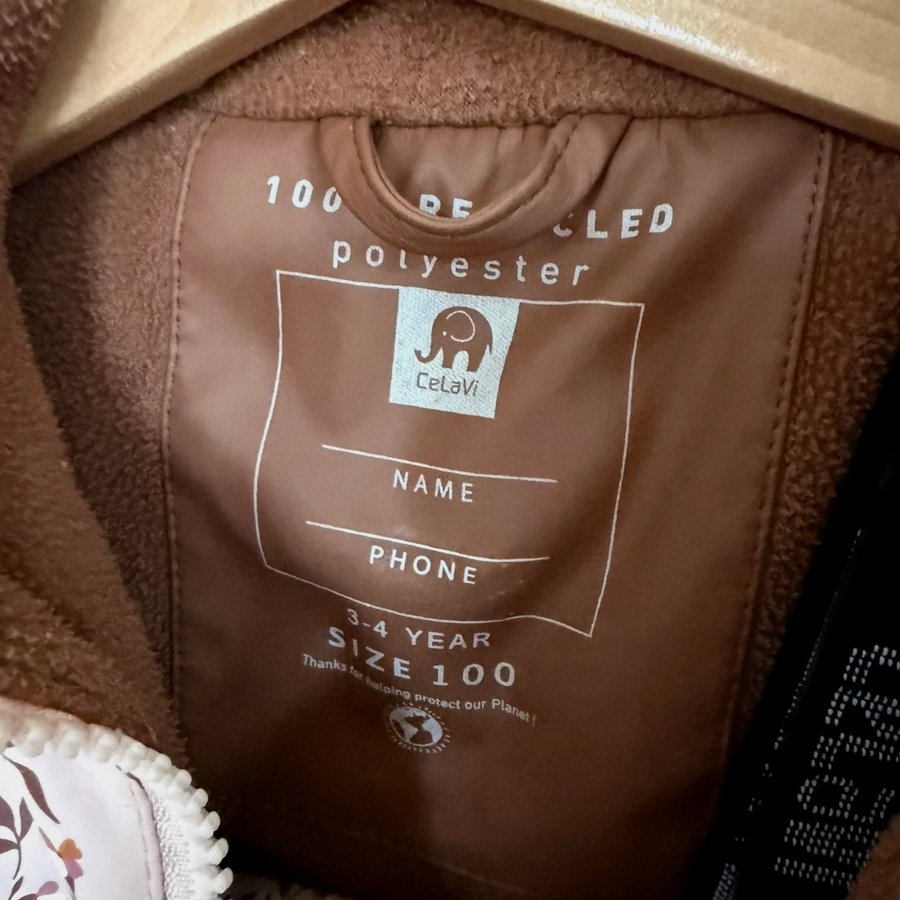 100 RE CLED
polyester
CeLaVi
NAME
PHONE
3-4 YEAR
SIZE 100
Thanks for helping protect our Planet!